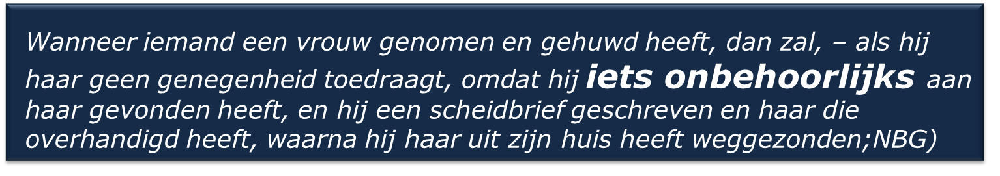 Wanneer iemand een vrouw genomen en gehuwd heeft, dan zal, – als hij
haar geen genegenheid toedraagt, omdat hij iets onbehoorlijks aan
haar gevonden heeft, en hij een scheidbrief geschreven en haar die
overhandigd heeft, waarna hij haar uit zijn huis heeft weggezonden;NBG)